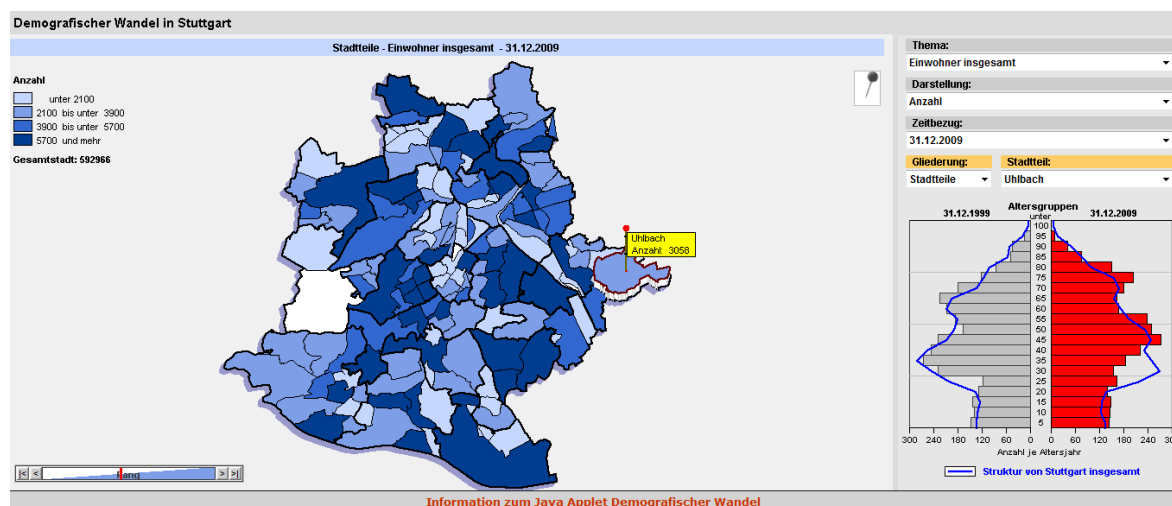 Demografischer Wandel in Stuttgart
Stadtteile - Einwohner insgesamt - 31.12.2009
Anzahl
unter 2100
2100 bis unter 3900
3900 bis unter 5700
5700 und mehr
Gesamtstadt: 592966
Uhlbach
Anzahl: 3058
|< < Rang > >|
Thema:
Einwohner insgesamt
Darstellung:
Anzahl
Zeitbezug:
31.12.2009
Gliederung: Stadtteil:
Stadtteile Uhlbach
Altersgruppen
31.12.1999 unter 31.12.2009
100
95
90
85
80
75
70
65
60
55
50
45
40
35
30
25
20
15
10
5
300 240 180 120 60 0 0 60 120 180 240 30
Anzahl je Altersjahr
Struktur von Stuttgart insgesamt
Information zum Java Applet Demografischer Wandel